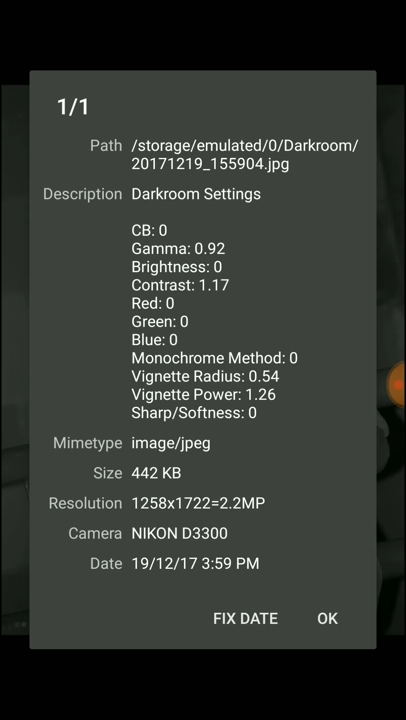 1/1
Path /storage/emulated/0/Darkroom/
20171219_155904.jpg
Description Darkroom Settings
CB: 0
Gamma: 0.92
Brightness: 0
Contrast: 1.17
Red: 0
Green: 0
Blue: 0
Monochrome Method: 0
Vignette Radius: 0.54
Vignette Power: 1.26
Sharp/Softness: 0
Mimetype image/jpeg
Size 442 KB
Resolution 1258x1722=2.2MP
Camera NIKON D3300
Date 19/12/17 3:59 PM
FIX DATE OK